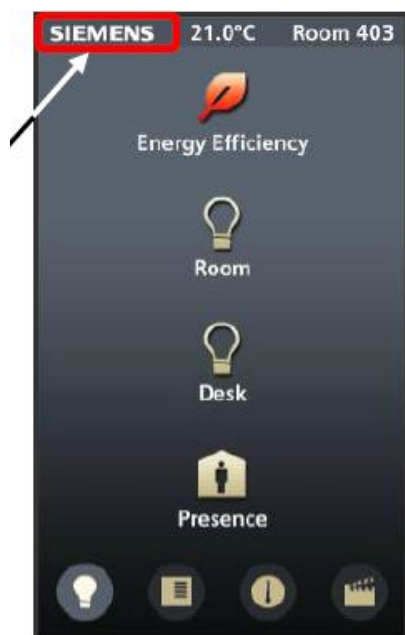 SIEMENS 21.0°C Room 403
Energy Efficiency
Room
Desk
Presence